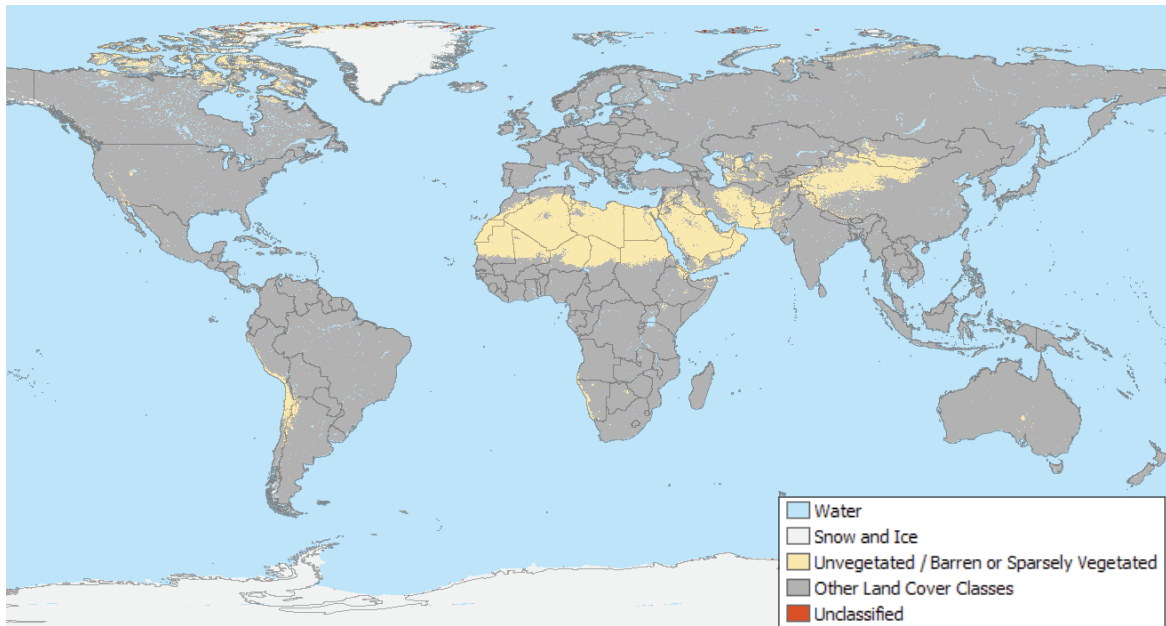 Water
Snow and Ice
Unvegetated / Barren or Sparsely Vegetated
Other Land Cover Classes
Unclassified